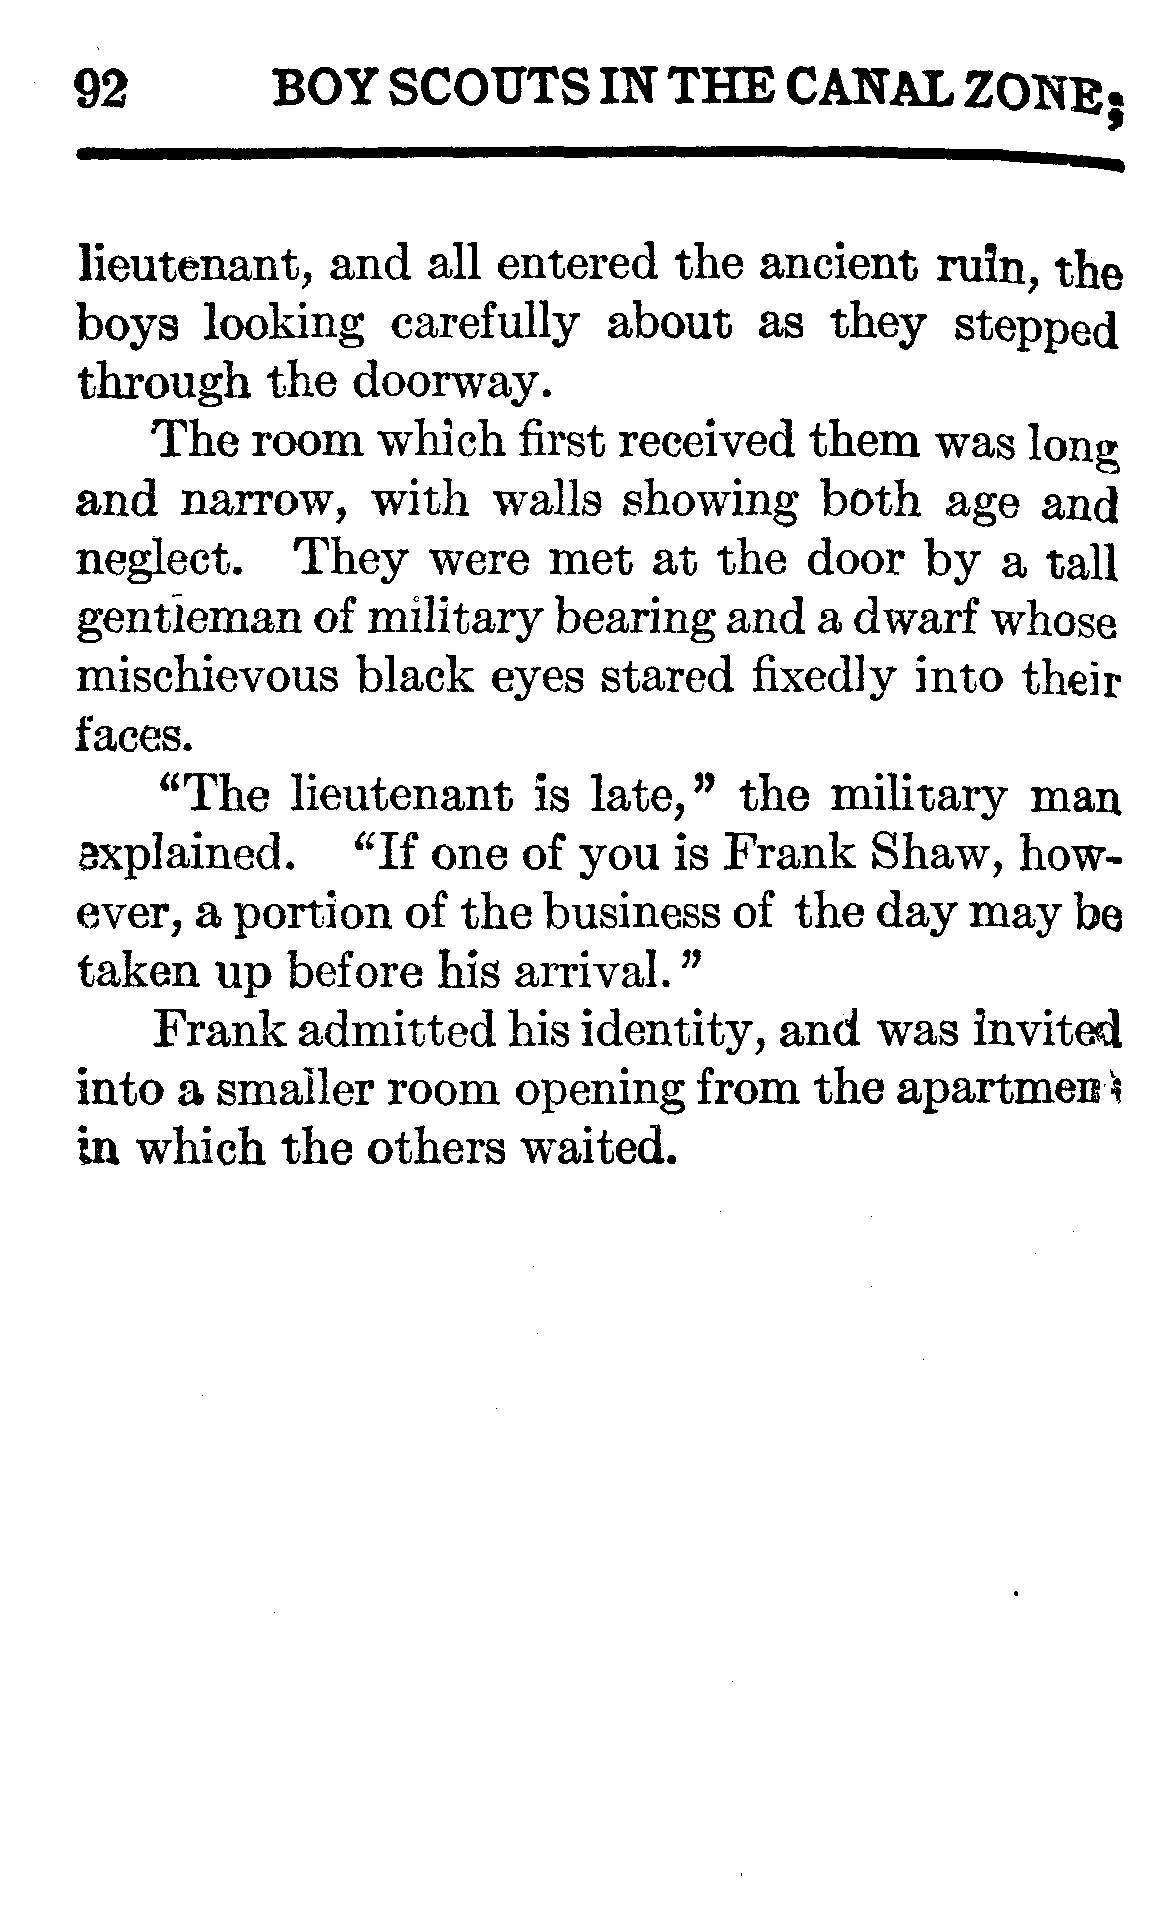 92 BOY SCOUTS IN THE CANAL ZONE;
lieutenant, and all entered the ancient ruin, the
boys looking carefully about as they stepped
through the doorway.
The room which first received them was long
and narrow, with walls showing both age and
neglect. They were met at the door by a tall
gentleman of military bearing and a dwarf whose
mischievous black eyes stared fixedly into their
faces.
“The lieutenant is late,” the military man
explained. “If one of you is Frank Shaw, how-
ever, a portion of the business of the day may be
taken up before his arrival.”
Frank admitted his identity, and was invited
into a smaller room opening from the apartment
in which the others waited.